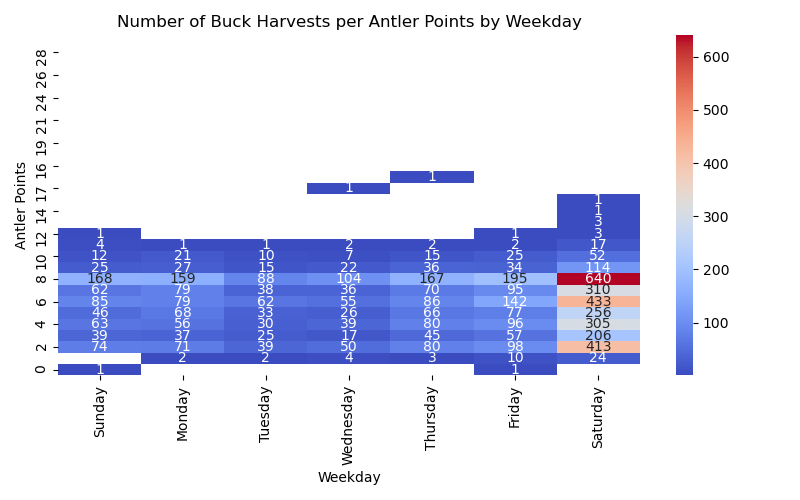 Number of Buck Harvests per Antler Points by Weekday
Antler Points
28
26
24
21
19
16
17
14
12
10
8
6
4
2
0
1
1
1
1
3
1 1 3
4 1 1 2 2 2 17
12 21 10 7 15 25 52
25 27 15 22 36 34 114
168 159 88 104 167 195 640
62 79 38 36 70 95 310
85 79 62 55 86 142 433
46 68 33 26 66 77 256
63 56 30 39 80 96 305
39 37 25 17 45 57 206
74 71 39 50 80 98 413
2 2 4 3 10 24
1 1
Sunday
Monday
Tuesday
Wednesday
Thursday
Friday
Saturday
Weekday
600
500
400
300
200
100